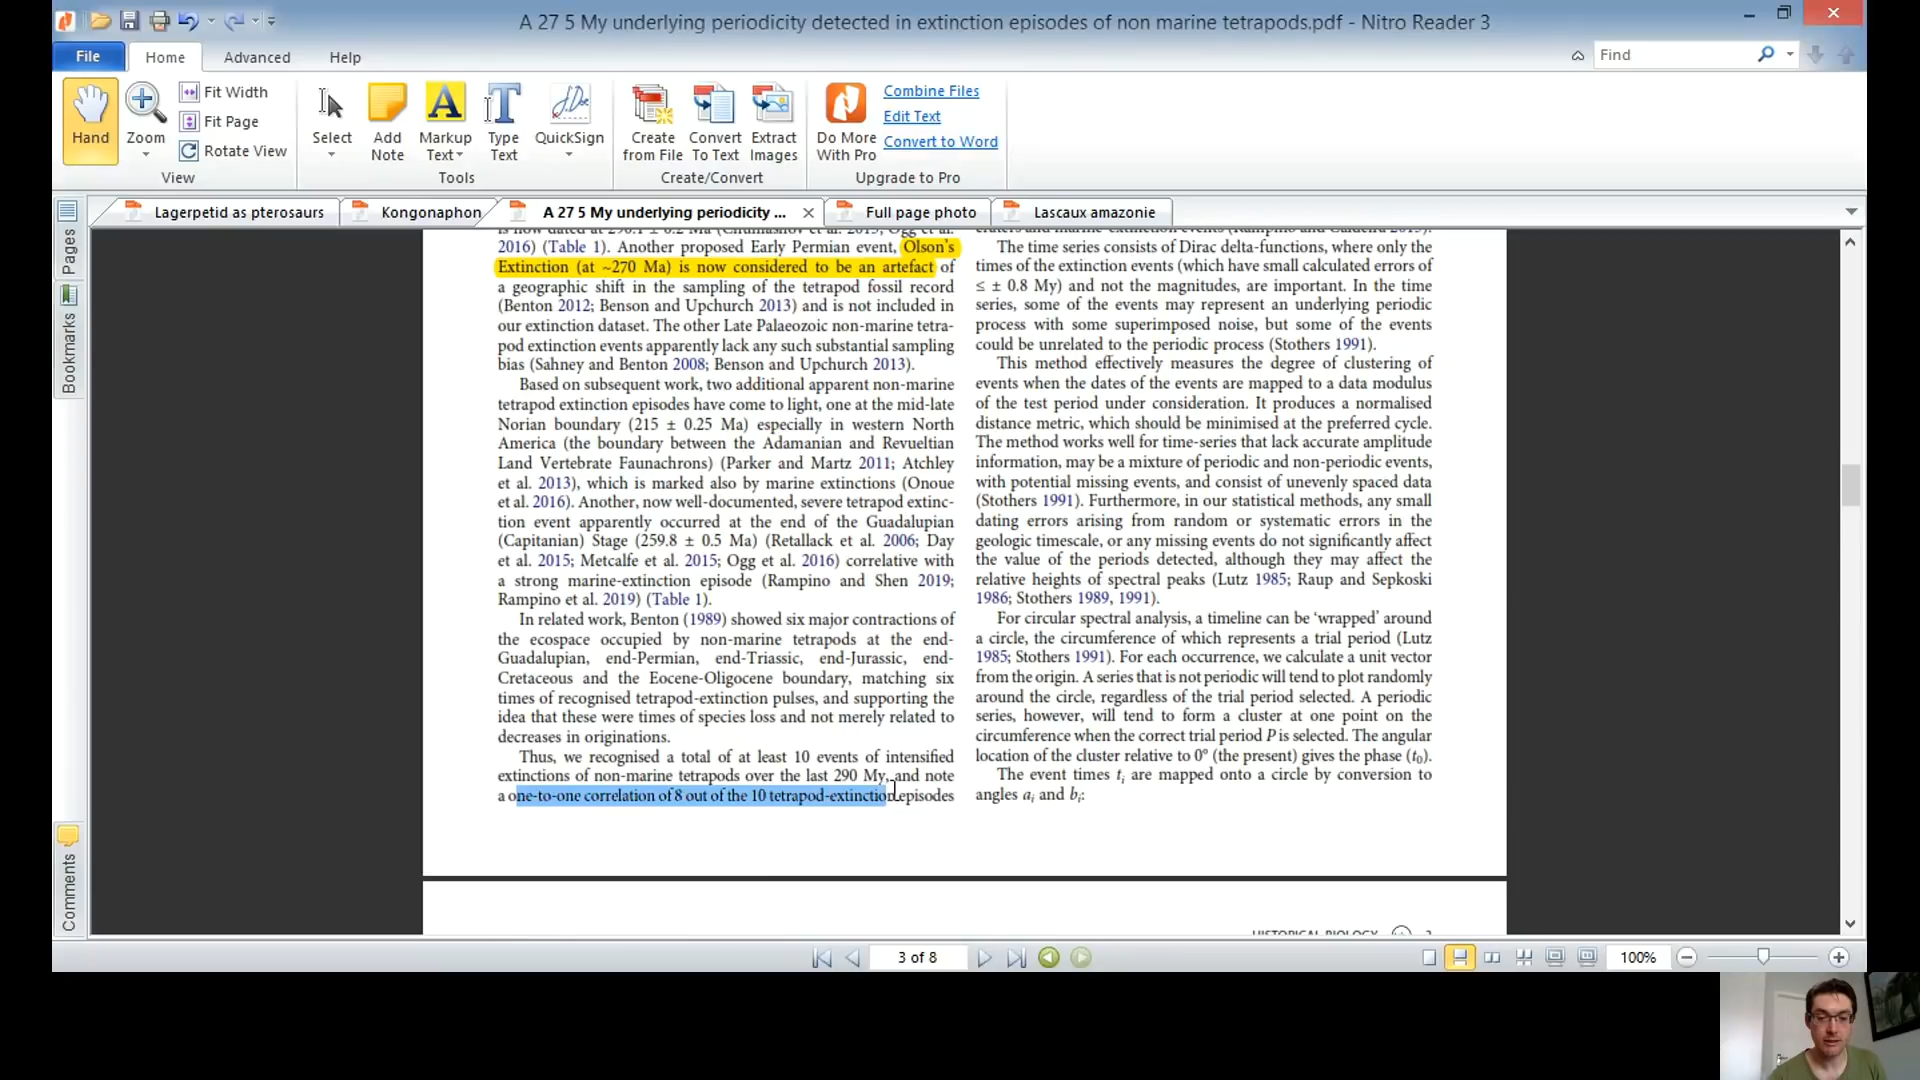 A 27 5 My underlying periodicity detected in extinction episodes of non marine tetrapods.pdf - Nitro Reader 3
File
Home
Advanced
Help
Find
Hand
Zoom
Fit Width
Fit Page
Rotate View
View
Select
Add
Note
Markup
Text
Type
Text
QuickSign
Tools
Create
from File
Convert
To Text
Extract
Images
Create/Convert
Do More
With Pro
Combine Files
Edit Text
Convert to Word
Upgrade to Pro
Lagerpetid as pterosaurs
Kongonaphon
A 27 5 My underlying periodicity ...
Full page photo
Lascaux amazonie
Pages
Bookmarks
Comments
2016) (Table 1). Another proposed Early Permian event, Olson's
Extinction (at ~270 Ma) is now considered to be an artefact of
a geographic shift in the sampling of the tetrapod fossil record
(Benton 2012; Benson and Upchurch 2013) and is not included in
our extinction dataset. The other Late Palaeozoic non-marine tetra-
pod extinction events apparently lack any such substantial sampling
bias (Sahney and Benton 2008; Benson and Upchurch 2013).
Based on subsequent work, two additional apparent non-marine
tetrapod extinction episodes have come to light, one at the mid-late
Norian boundary (215 ± 0.25 Ma) especially in western North
America (the boundary between the Adamanian and Revueltian
Land Vertebrate Faunachrons) (Parker and Martz 2011; Atchley
et al. 2013), which is marked also by marine extinctions (Onoue
et al. 2016). Another, now well-documented, severe tetrapod extinc-
tion event apparently occurred at the end of the Guadalupian
(Capitanian) Stage (259.8 ± 0.5 Ma) (Retallack et al. 2006; Day
et al. 2015; Metcalfe et al. 2015; Ogg et al. 2016) correlative with
a strong marine-extinction episode (Rampino and Shen 2019;
Rampino et al. 2019) (Table 1).
In related work, Benton (1989) showed six major contractions of
the ecospace occupied by non-marine tetrapods at the end-
Guadalupian, end-Permian, end-Triassic, end-Jurassic, end-
Cretaceous and the Eocene-Oligocene boundary, matching six
times of recognised tetrapod-extinction pulses, and supporting the
idea that these were times of species loss and not merely related to
decreases in originations.
Thus, we recognised a total of at least 10 events of intensified
extinctions of non-marine tetrapods over the last 290 My, and note
a one-to-one correlation of 8 out of the 10 tetrapod-extinction episodes
The time series consists of Dirac delta-functions, where only the
times of the extinction events (which have small calculated errors of
≤ ± 0.8 My) and not the magnitudes, are important. In the time
series, some of the events may represent an underlying periodic
process with some superimposed noise, but some of the events
could be unrelated to the periodic process (Stothers 1991).
This method effectively measures the degree of clustering of
events when the dates of the events are mapped to a data modulus
of the test period under consideration. It produces a normalised
distance metric, which should be minimised at the preferred cycle.
The method works well for time-series that lack accurate amplitude
information, may be a mixture of periodic and non-periodic events,
with potential missing events, and consist of unevenly spaced data
(Stothers 1991). Furthermore, in our statistical methods, any small
dating errors arising from random or systematic errors in the
geologic timescale, or any missing events do not significantly affect
the value of the periods detected, although they may affect the
relative heights of spectral peaks (Lutz 1985; Raup and Sepkoski
1986; Stothers 1989, 1991).
For circular spectral analysis, a timeline can be 'wrapped' around
a circle, the circumference of which represents a trial period (Lutz
1985; Stothers 1991). For each occurrence, we calculate a unit vector
from the origin. A series that is not periodic will tend to plot randomly
around the circle, regardless of the trial period selected. A periodic
series, however, will tend to form a cluster at one point on the
circumference when the correct trial period P is selected. The angular
location of the cluster relative to 0° (the present) gives the phase (t0).
The event times ti are mapped onto a circle by conversion to
angles ai and bi:
3 of 8
100%